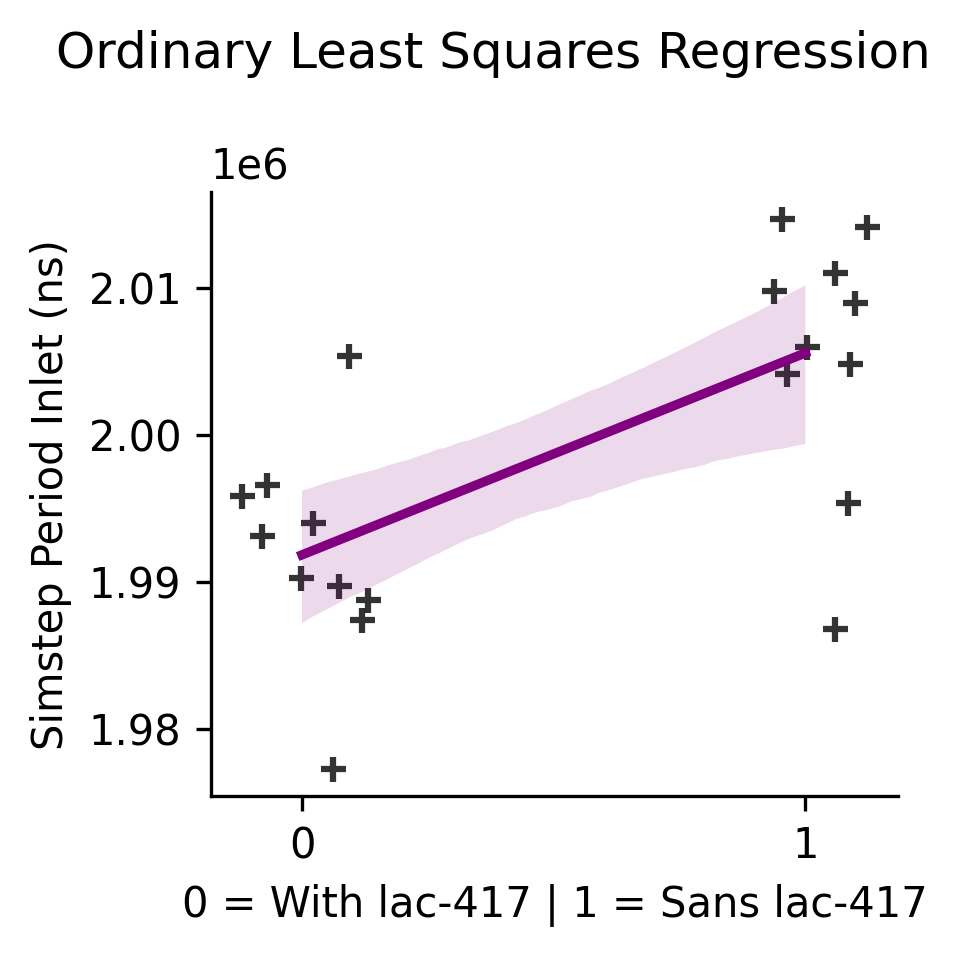 Ordinary Least Squares Regression
1e6
Simstep Period Inlet (ns)
2.01
2.00
1.99
1.98
0 1
0 = With lac-417 | 1 = Sans lac-417